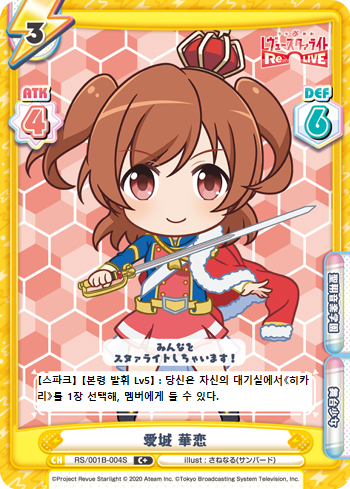 3
少女☆歌劇
レヴュースタァライト
Re LIVE
ATK
4
DEF
6
聖翔音楽学園
舞台少女
みんなを
スタァライトしちゃいます!
[스파크] [본령 발휘 Lv5] : 당신은 자신의 대기실에서《히카
리》를 1장 선택해, 멤버에게 둘 수 있다.
愛城 華恋
CH RS/001B-004S C+ illust : さねなる(サンバード)
©Project Revue Starlight © 2020 Ateam Inc. ©Tokyo Broadcasting System Television, Inc.